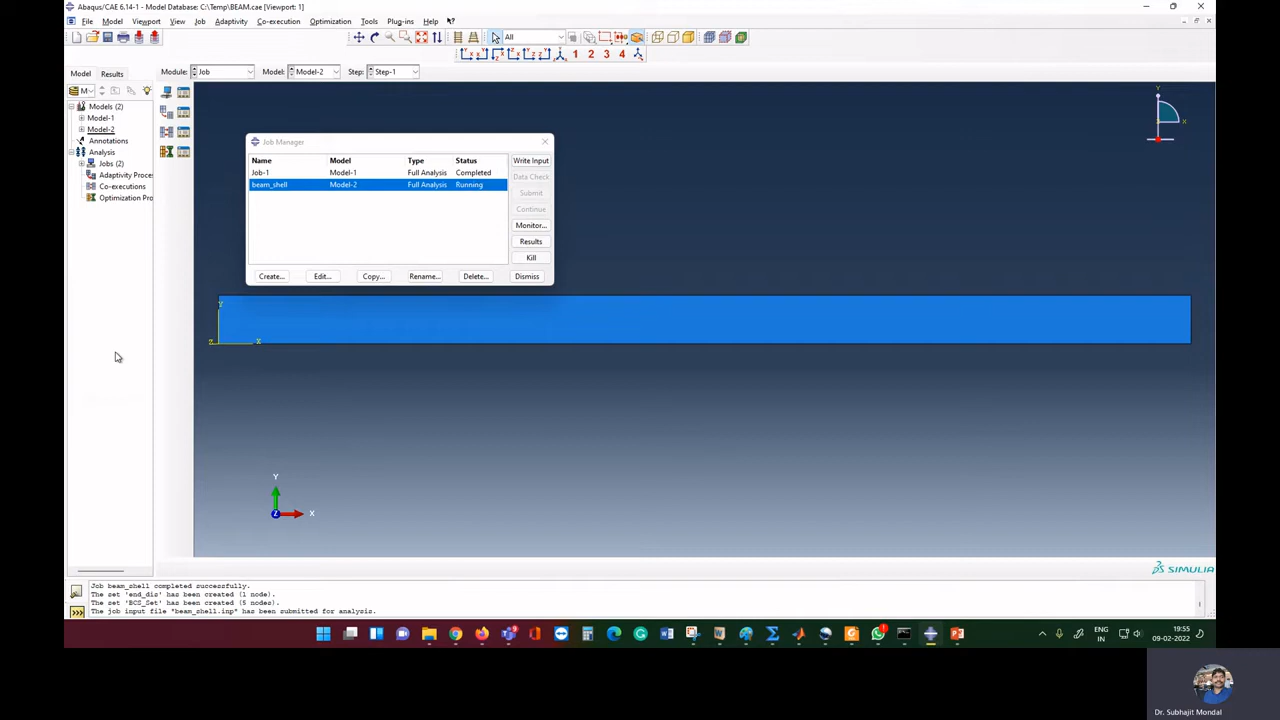 Abaqus/CAE 6.14-1 - Model Database: C:\Temp\BEAM.cae [Viewport: 1]
File Model Viewport View Job Adaptivity Co-execution Optimization Tools Plug-ins Help
All
1 2 3 4
Model Results Module: Job Model: Model-2 Step: Step-1
M
Models (2)
Model-1
Model-2
Annotations
Analysis
Jobs (2)
Adaptivity Proce
Co-executions
Optimization Pro
Job Manager
Name Model Type Status
Job-1 Model-1 Full Analysis Completed
beam_shell Model-2 Full Analysis Running
Write Input
Data Check
Submit
Continue
Monitor...
Results
Kill
Create... Edit... Copy... Rename... Delete... Dismiss
Y
X
Y
Z X
Y
Z X
SIMULIA
Job beam_shell completed successfully.
The set 'end_dis' has been created (1 node).
The set 'BCS_Set' has been created (5 nodes).
The job input file "beam_shell.inp" has been submitted for analysis.
ENG
IN
19:55
09-02-2022
Dr. Subhajit Mondal